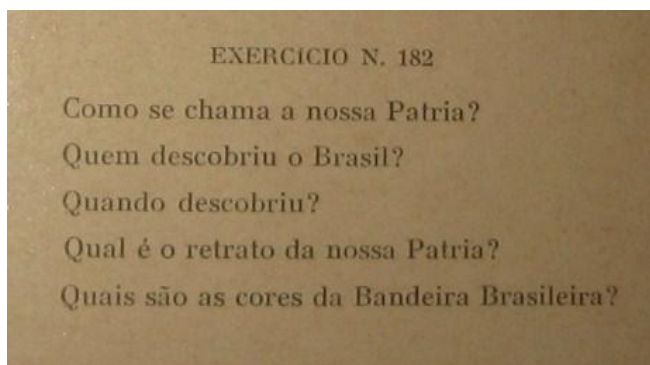 EXERCÍCIO N. 182
Como se chama a nossa Patria?
Quem descobriu o Brasil?
Quando descobriu?
Qual é o retrato da nossa Patria?
Quais são as cores da Bandeira Brasileira?